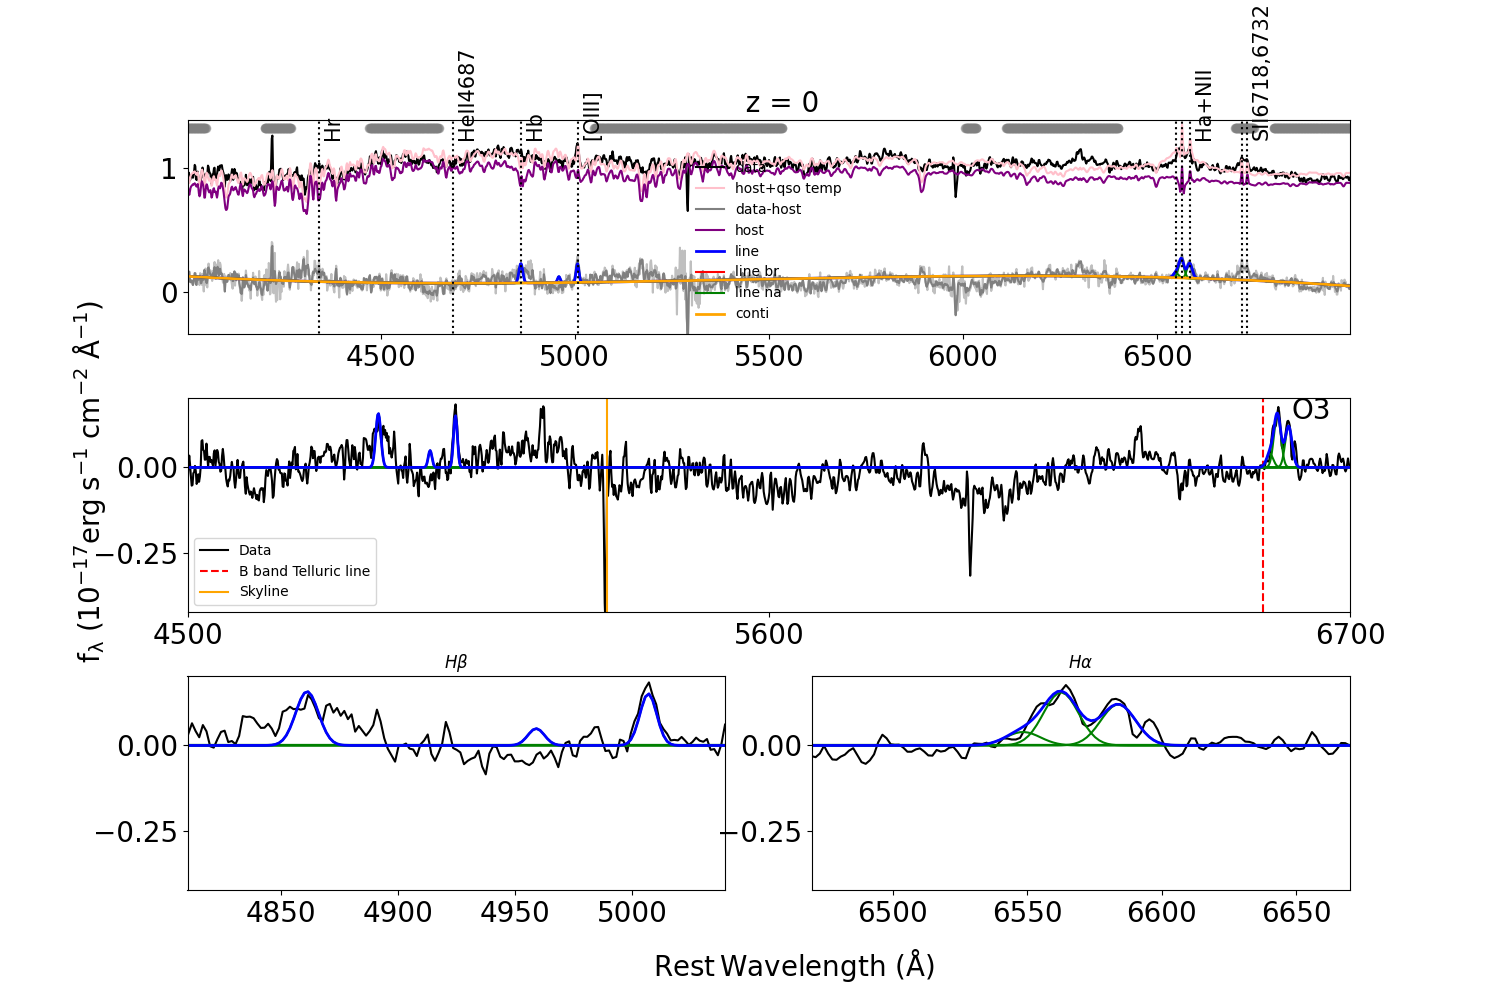 z = 0
Hr
HeII4687
Hb
[OIII]
Ha+NII
SII6718,6732
1
0
data
host+qso temp
data-host
host
line
line br
line na
conti
4500 5000 5500 6000 6500
fλ (10⁻¹⁷erg s⁻¹ cm⁻² Å⁻¹)
O3
0.00
−0.25
Data
B band Telluric line
Skyline
4500 5600 6700
Hβ
0.00
−0.25
4850 4900 4950 5000
Hα
0.00
−0.25
6500 6550 6600 6650
Rest Wavelength (Å)